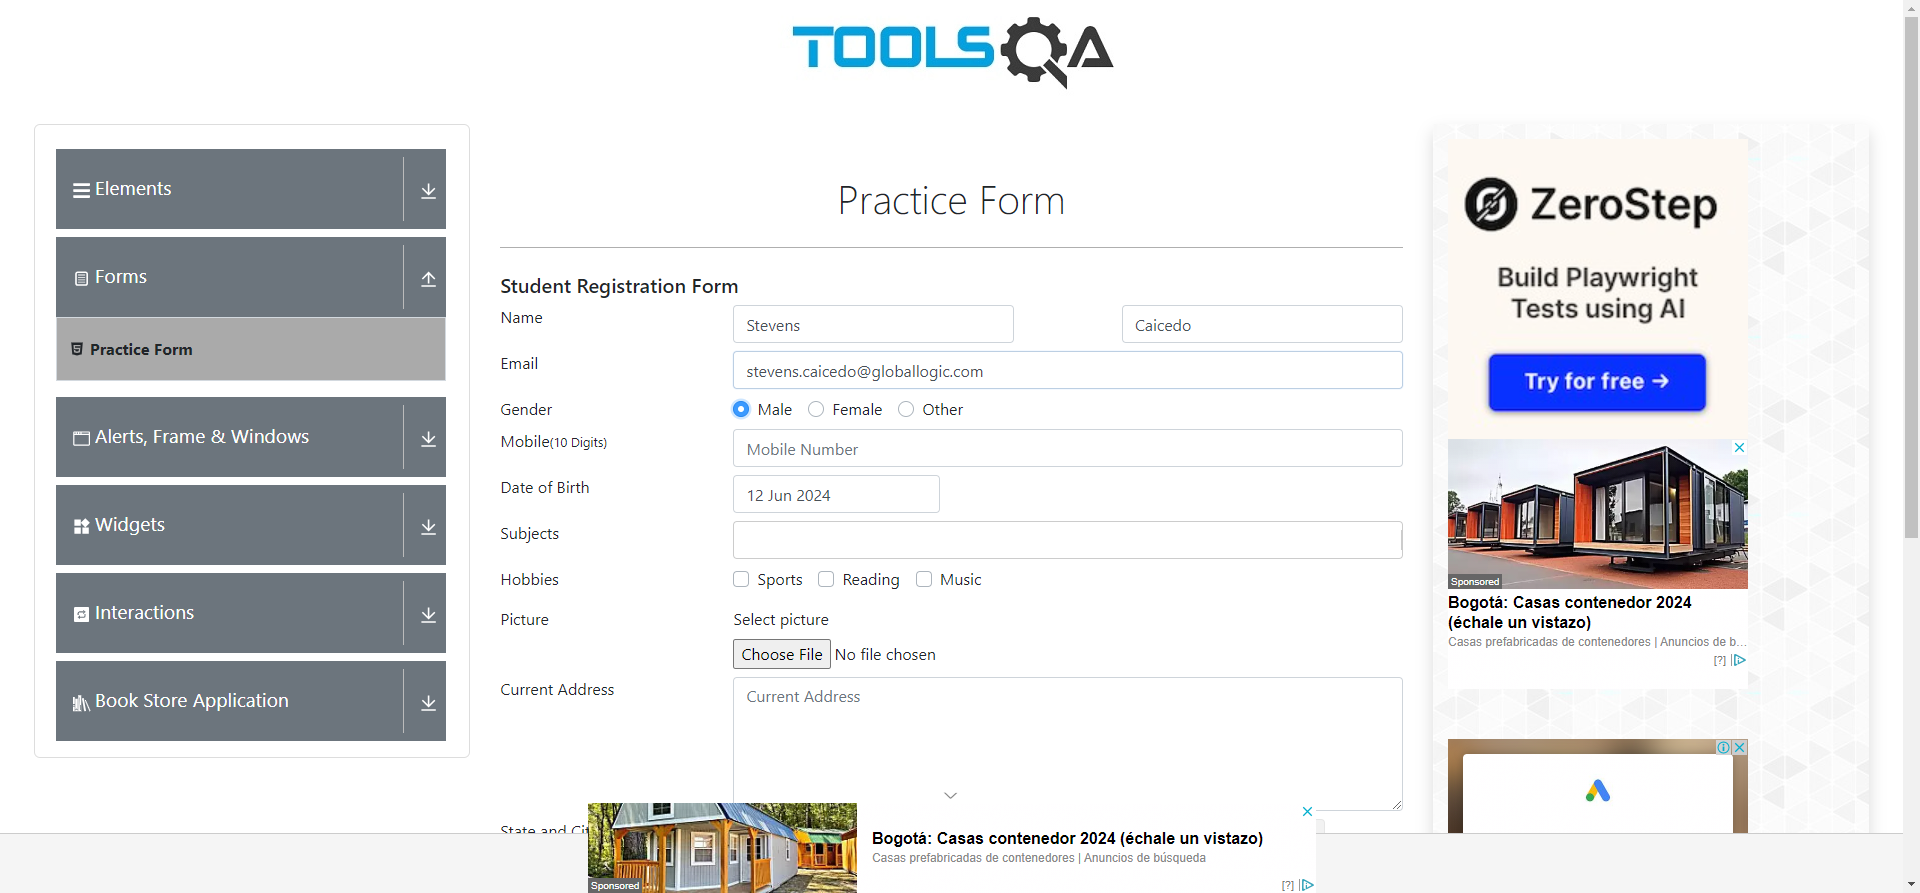 TOOLSQA
Elements
Forms
Practice Form
Alerts, Frame & Windows
Widgets
Interactions
Book Store Application
Practice Form
Student Registration Form
Name
Stevens
Caicedo
Email
stevens.caicedo@globallogic.com
Gender
Male
Female
Other
Mobile(10 Digits)
Mobile Number
Date of Birth
12 Jun 2024
Subjects
Hobbies
Sports
Reading
Music
Picture
Select picture
Choose File No file chosen
Current Address
Current Address
State and Ci
Sponsored
Bogotá: Casas contenedor 2024 (échale un vistazo)
Casas prefabricadas de contenedores | Anuncios de búsqueda
[?]
ZeroStep
Build Playwright
Tests using AI
Try for free →
Sponsored
Bogotá: Casas contenedor 2024
(échale un vistazo)
Casas prefabricadas de contenedores | Anuncios de b...
[?]